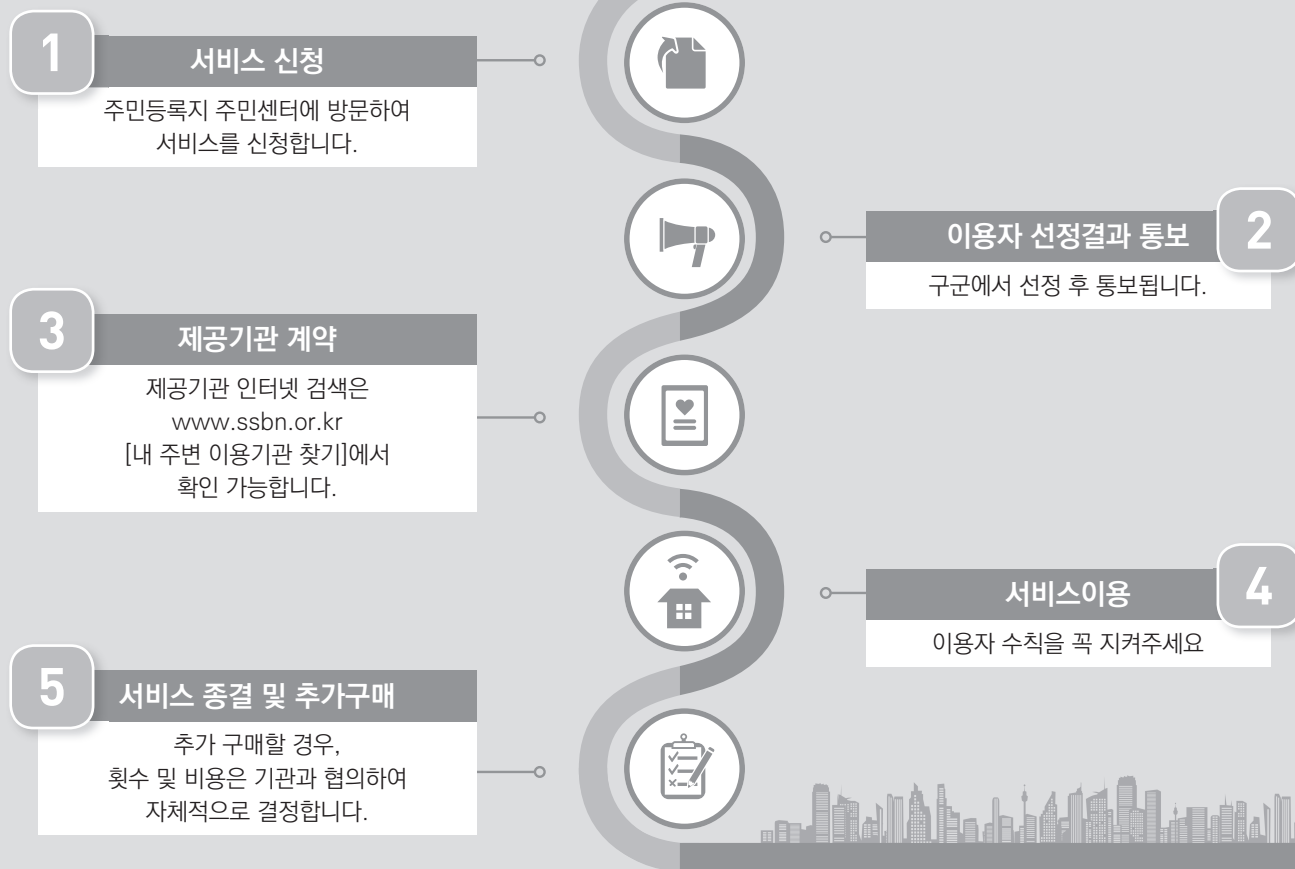 1
서비스 신청
주민등록지 주민센터에 방문하여
서비스를 신청합니다.
2
이용자 선정결과 통보
구군에서 선정 후 통보됩니다.
3
제공기관 계약
제공기관 인터넷 검색은
www.ssbn.or.kr
[내 주변 이용기관 찾기]에서
확인 가능합니다.
4
서비스이용
이용자 수칙을 꼭 지켜주세요
5
서비스 종결 및 추가구매
추가 구매할 경우,
횟수 및 비용은 기관과 협의하여
자체적으로 결정합니다.